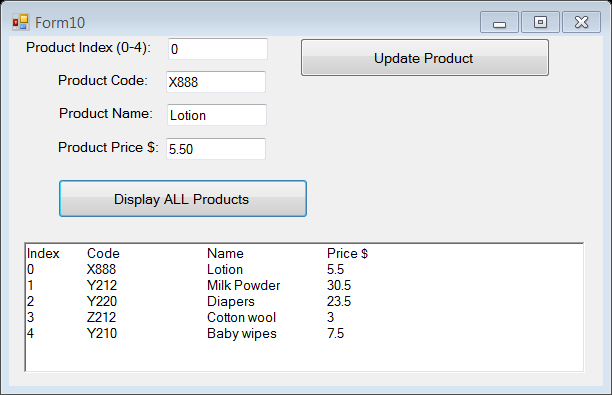 Form10
Product Index (0-4): 0 Update Product
Product Code: X888
Product Name: Lotion
Product Price $: 5.50
Display ALL Products
Index Code Name Price $
0 X888 Lotion 5.5
1 Y212 Milk Powder 30.5
2 Y220 Diapers 23.5
3 Z212 Cotton wool 3
4 Y210 Baby wipes 7.5